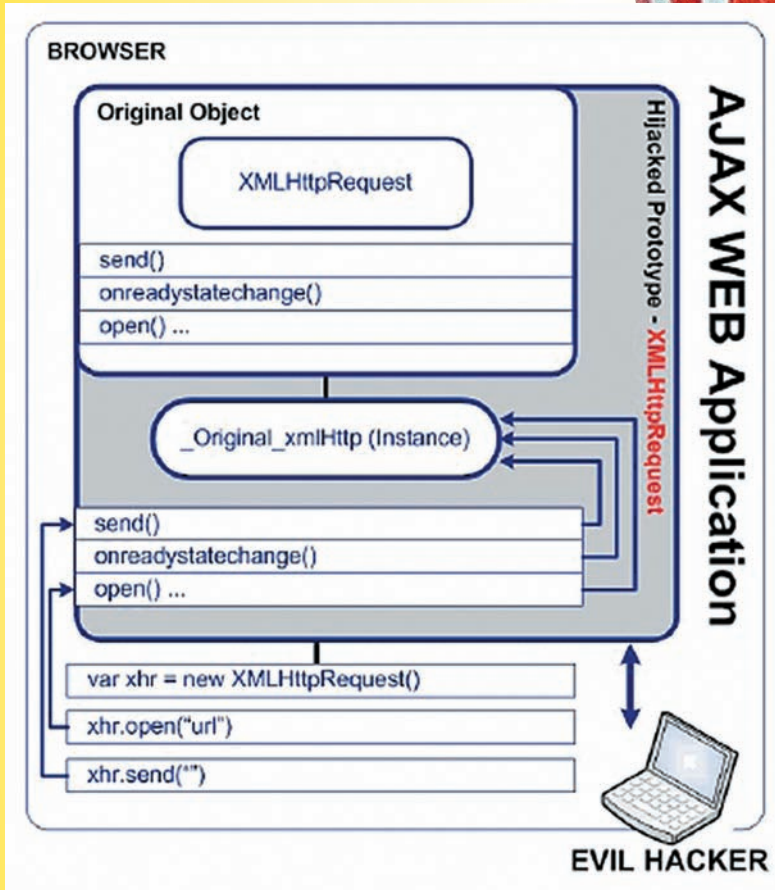 BROWSER
Original Object
XMLHttpRequest
send()
onreadystatechange()
open() ...
_Original_xmlHttp (Instance)
send()
onreadystatechange()
open() ...
var xhr = new XMLHttpRequest()
xhr.open(“url”)
xhr.send(“”)
Hijacked Prototype - XMLHttpRequest
AJAX WEB Application
EVIL HACKER